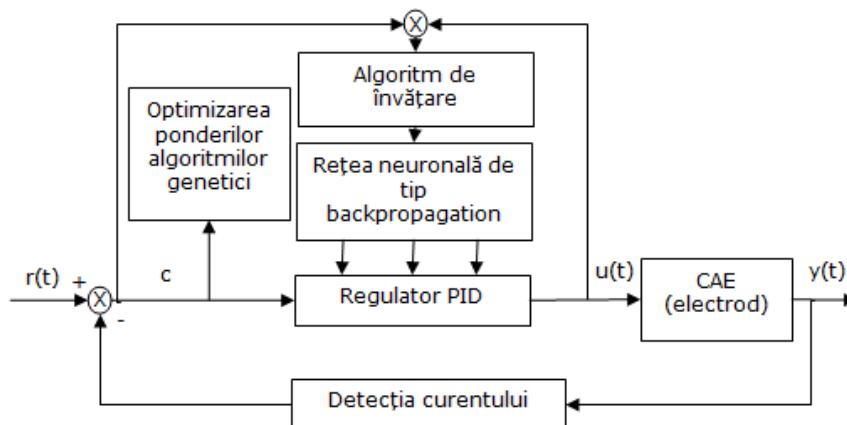 X
Algoritm de
învățare
Optimizarea
ponderilor
algoritmilor
genetici
Rețea neuronală de
tip
backpropagation
r(t)
+
X
-
c
Regulator PID
u(t)
CAE
(electrod)
y(t)
Detecția curentului